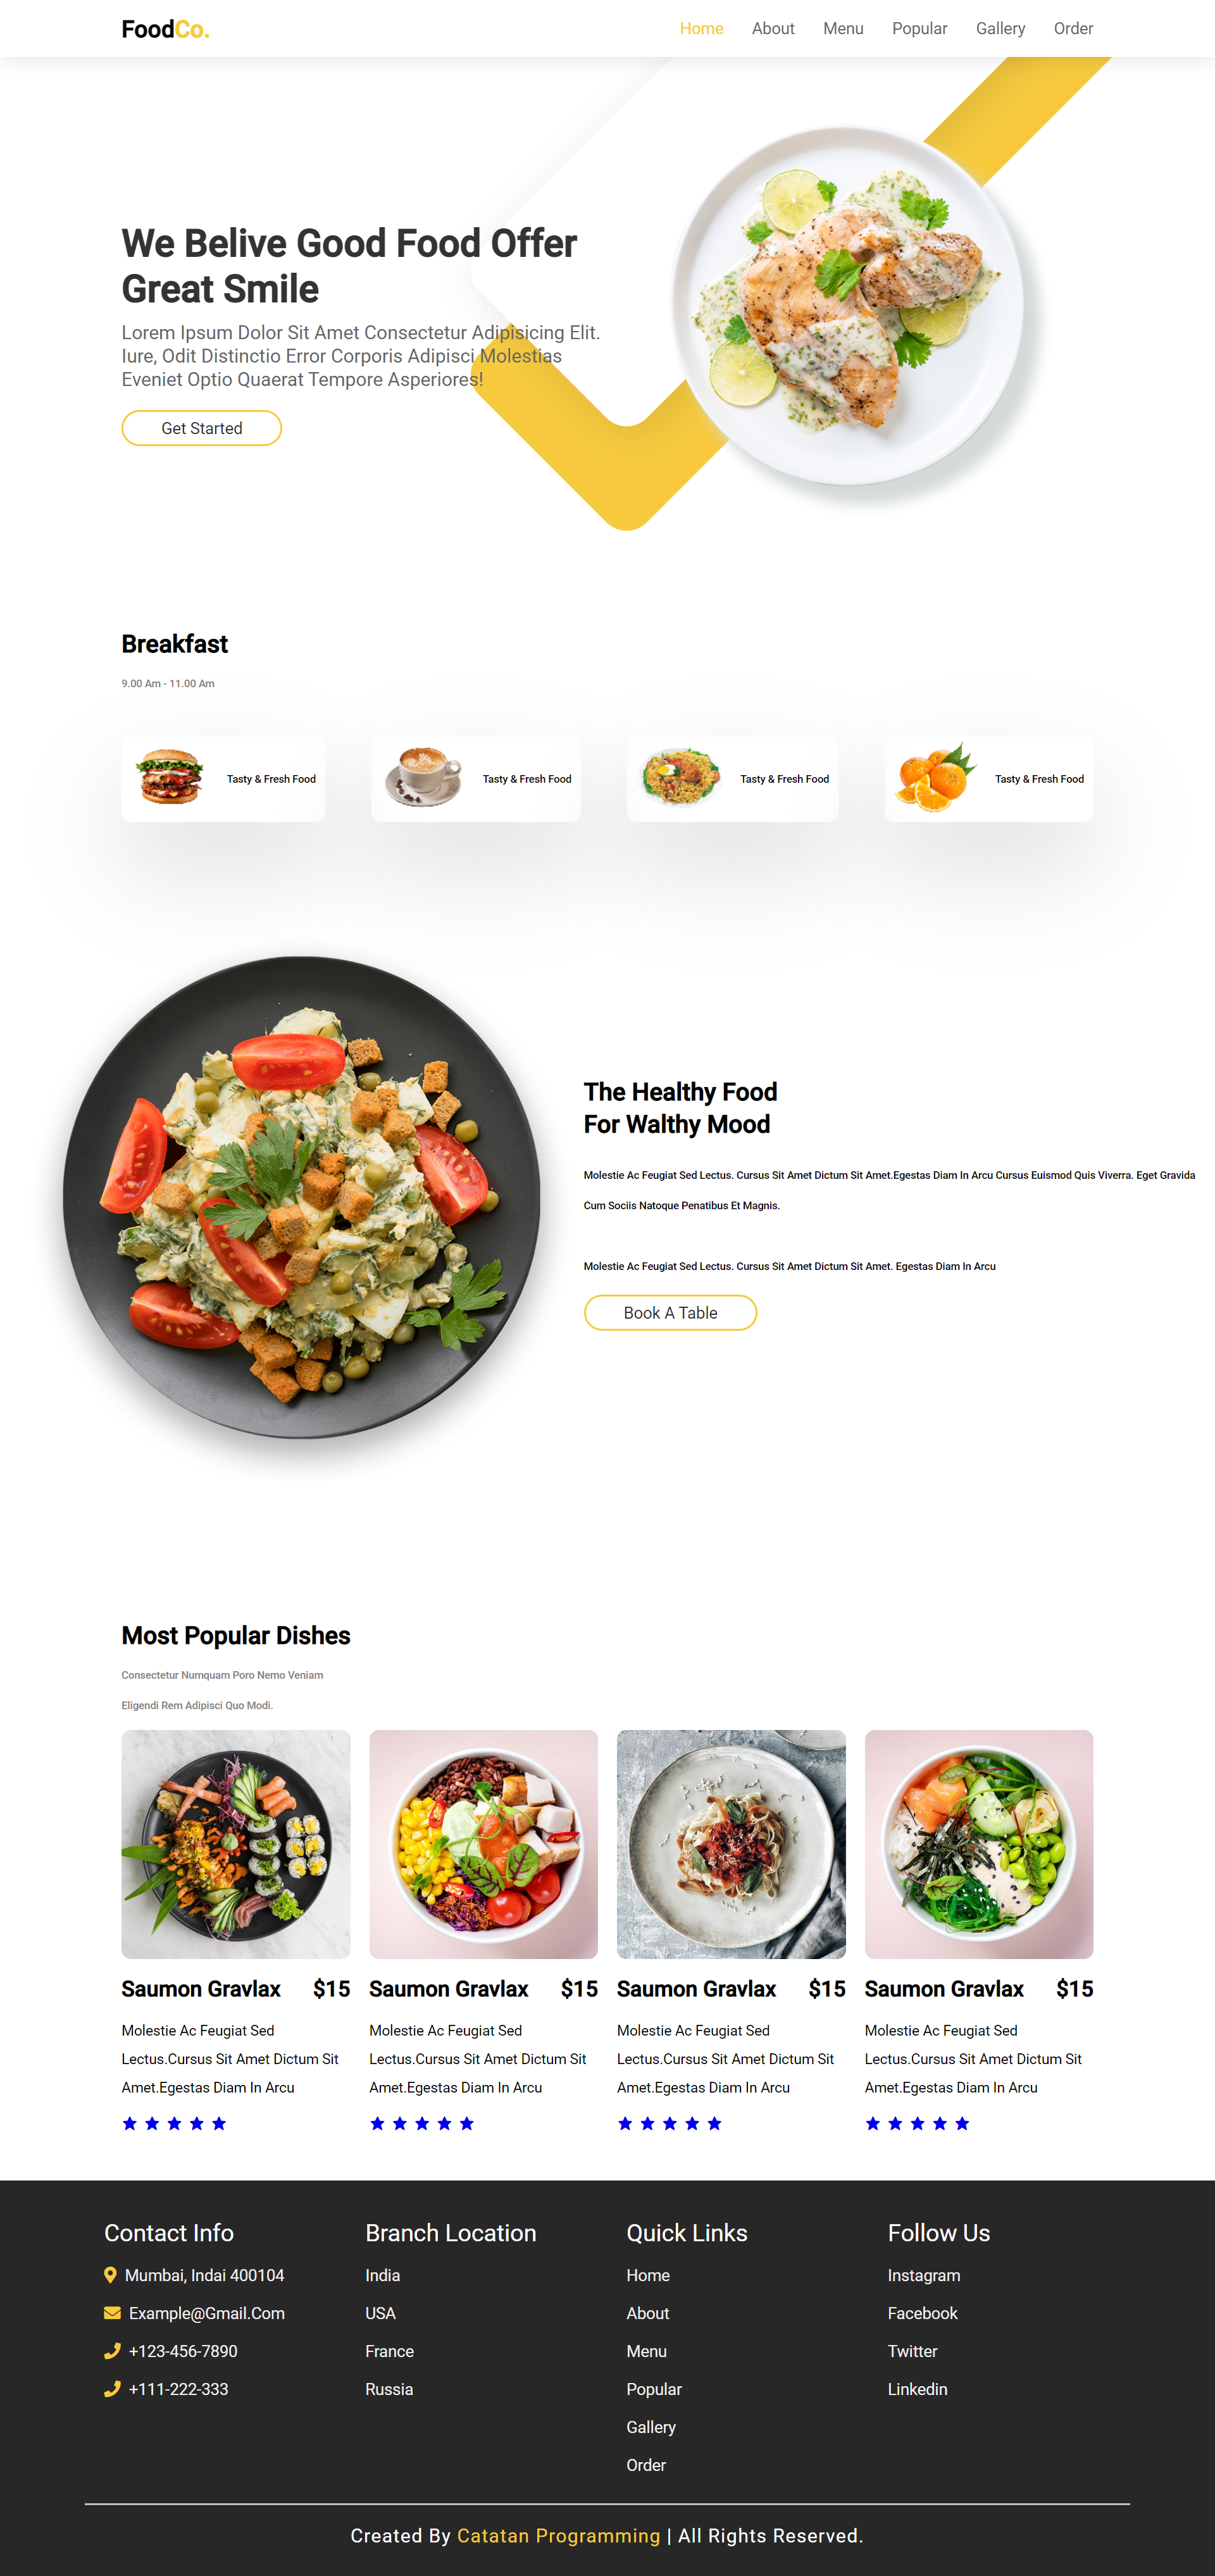 FoodCo.
Home About Menu Popular Gallery Order
We Belive Good Food Offer
Great Smile
Lorem Ipsum Dolor Sit Amet Consectetur Adipisicing Elit.
Iure, Odit Distinctio Error Corporis Adipisci Molestias
Eveniet Optio Quaerat Tempore Asperiores!
Get Started
Breakfast
9.00 Am - 11.00 Am
Tasty & Fresh Food
Tasty & Fresh Food
Tasty & Fresh Food
Tasty & Fresh Food
The Healthy Food
For Walthy Mood
Molestie Ac Feugiat Sed Lectus. Cursus Sit Amet Dictum Sit Amet.Egestas Diam In Arcu Cursus Euismod Quis Viverra. Eget Gravida
Cum Sociis Natoque Penatibus Et Magnis.
Molestie Ac Feugiat Sed Lectus. Cursus Sit Amet Dictum Sit Amet. Egestas Diam In Arcu
Book A Table
Most Popular Dishes
Consectetur Numquam Poro Nemo Veniam
Eligendi Rem Adipisci Quo Modi.
Saumon Gravlax $15
Molestie Ac Feugiat Sed
Lectus.Cursus Sit Amet Dictum Sit
Amet.Egestas Diam In Arcu
Saumon Gravlax $15
Molestie Ac Feugiat Sed
Lectus.Cursus Sit Amet Dictum Sit
Amet.Egestas Diam In Arcu
Saumon Gravlax $15
Molestie Ac Feugiat Sed
Lectus.Cursus Sit Amet Dictum Sit
Amet.Egestas Diam In Arcu
Saumon Gravlax $15
Molestie Ac Feugiat Sed
Lectus.Cursus Sit Amet Dictum Sit
Amet.Egestas Diam In Arcu
Contact Info
Mumbai, Indai 400104
Example@Gmail.Com
+123-456-7890
+111-222-333
Branch Location
India
USA
France
Russia
Quick Links
Home
About
Menu
Popular
Gallery
Order
Follow Us
Instagram
Facebook
Twitter
Linkedin
Created By Catatan Programming | All Rights Reserved.